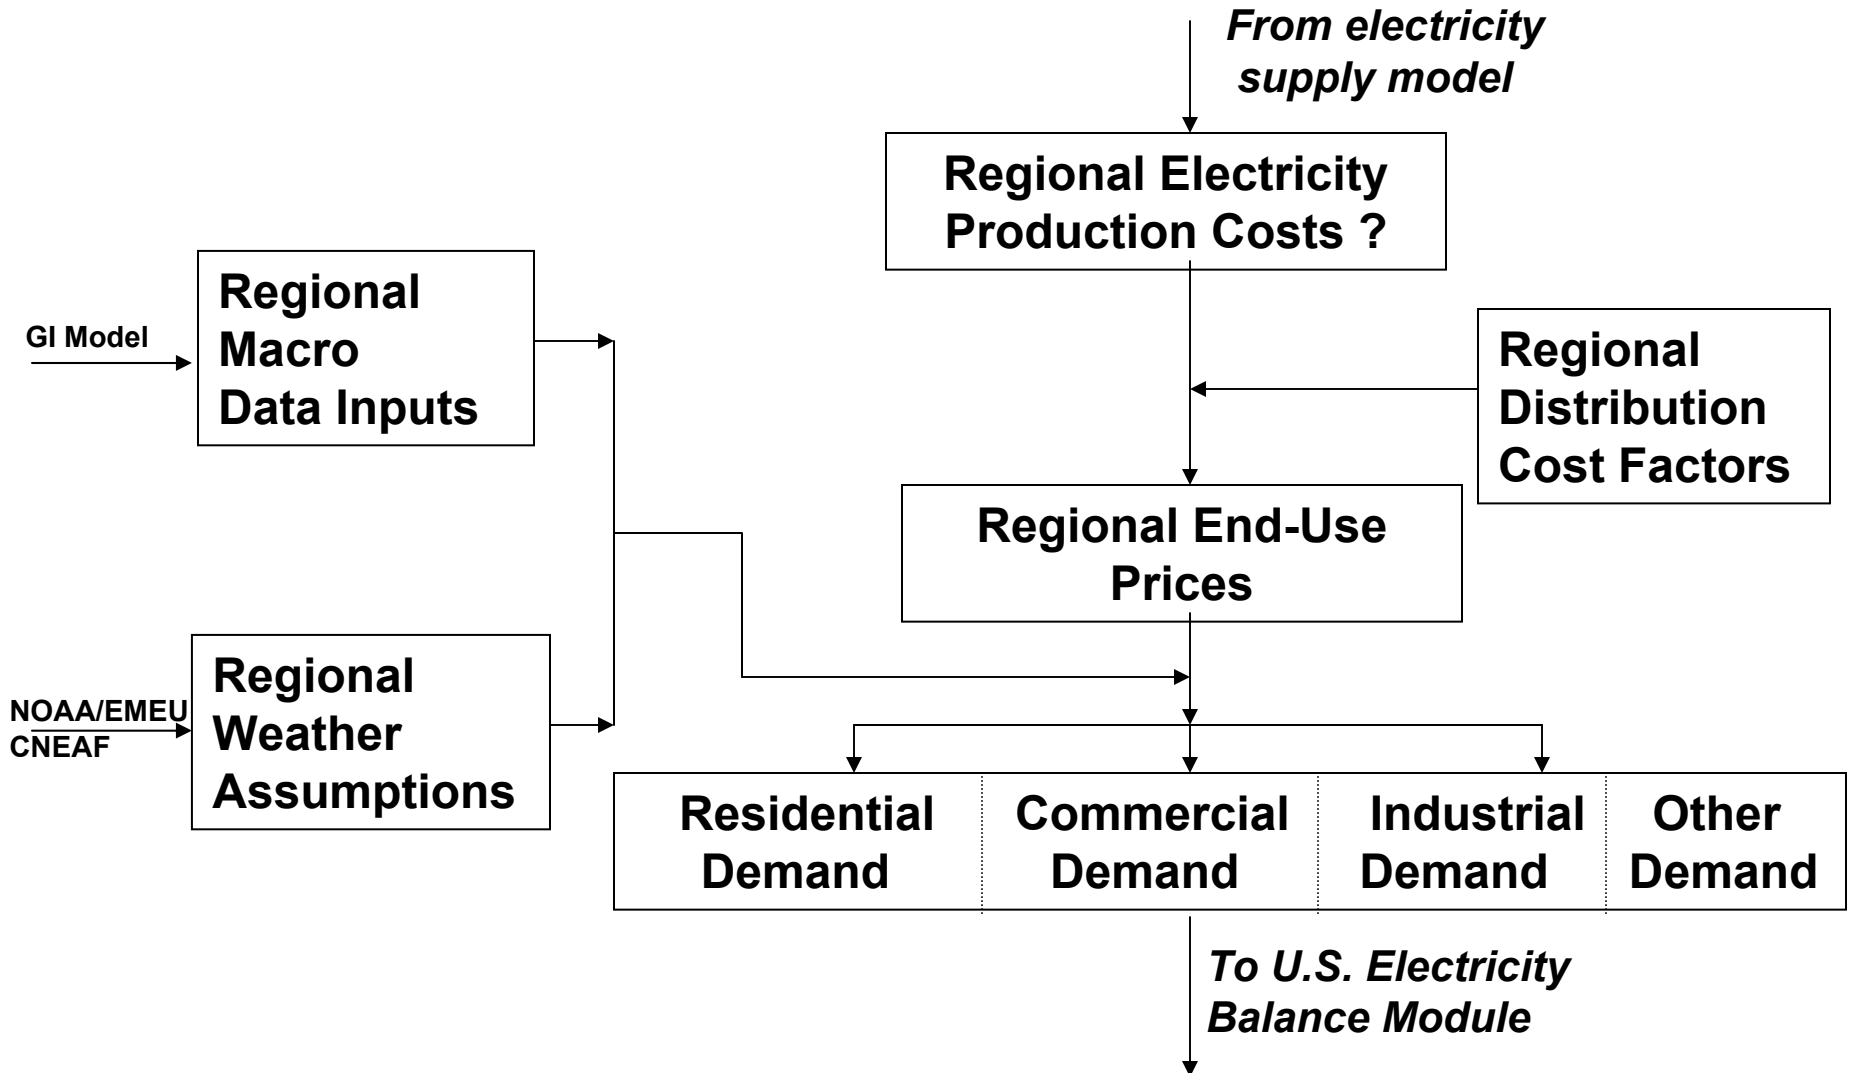 From electricity
supply model
Regional Electricity
Production Costs ?
GI Model
Regional
Macro
Data Inputs
Regional
Distribution
Cost Factors
Regional End-Use
Prices
NOAA/EMEU
CNEAF
Regional
Weather
Assumptions
Residential
Demand
Commercial
Demand
Industrial
Demand
Other
Demand
To U.S. Electricity
Balance Module